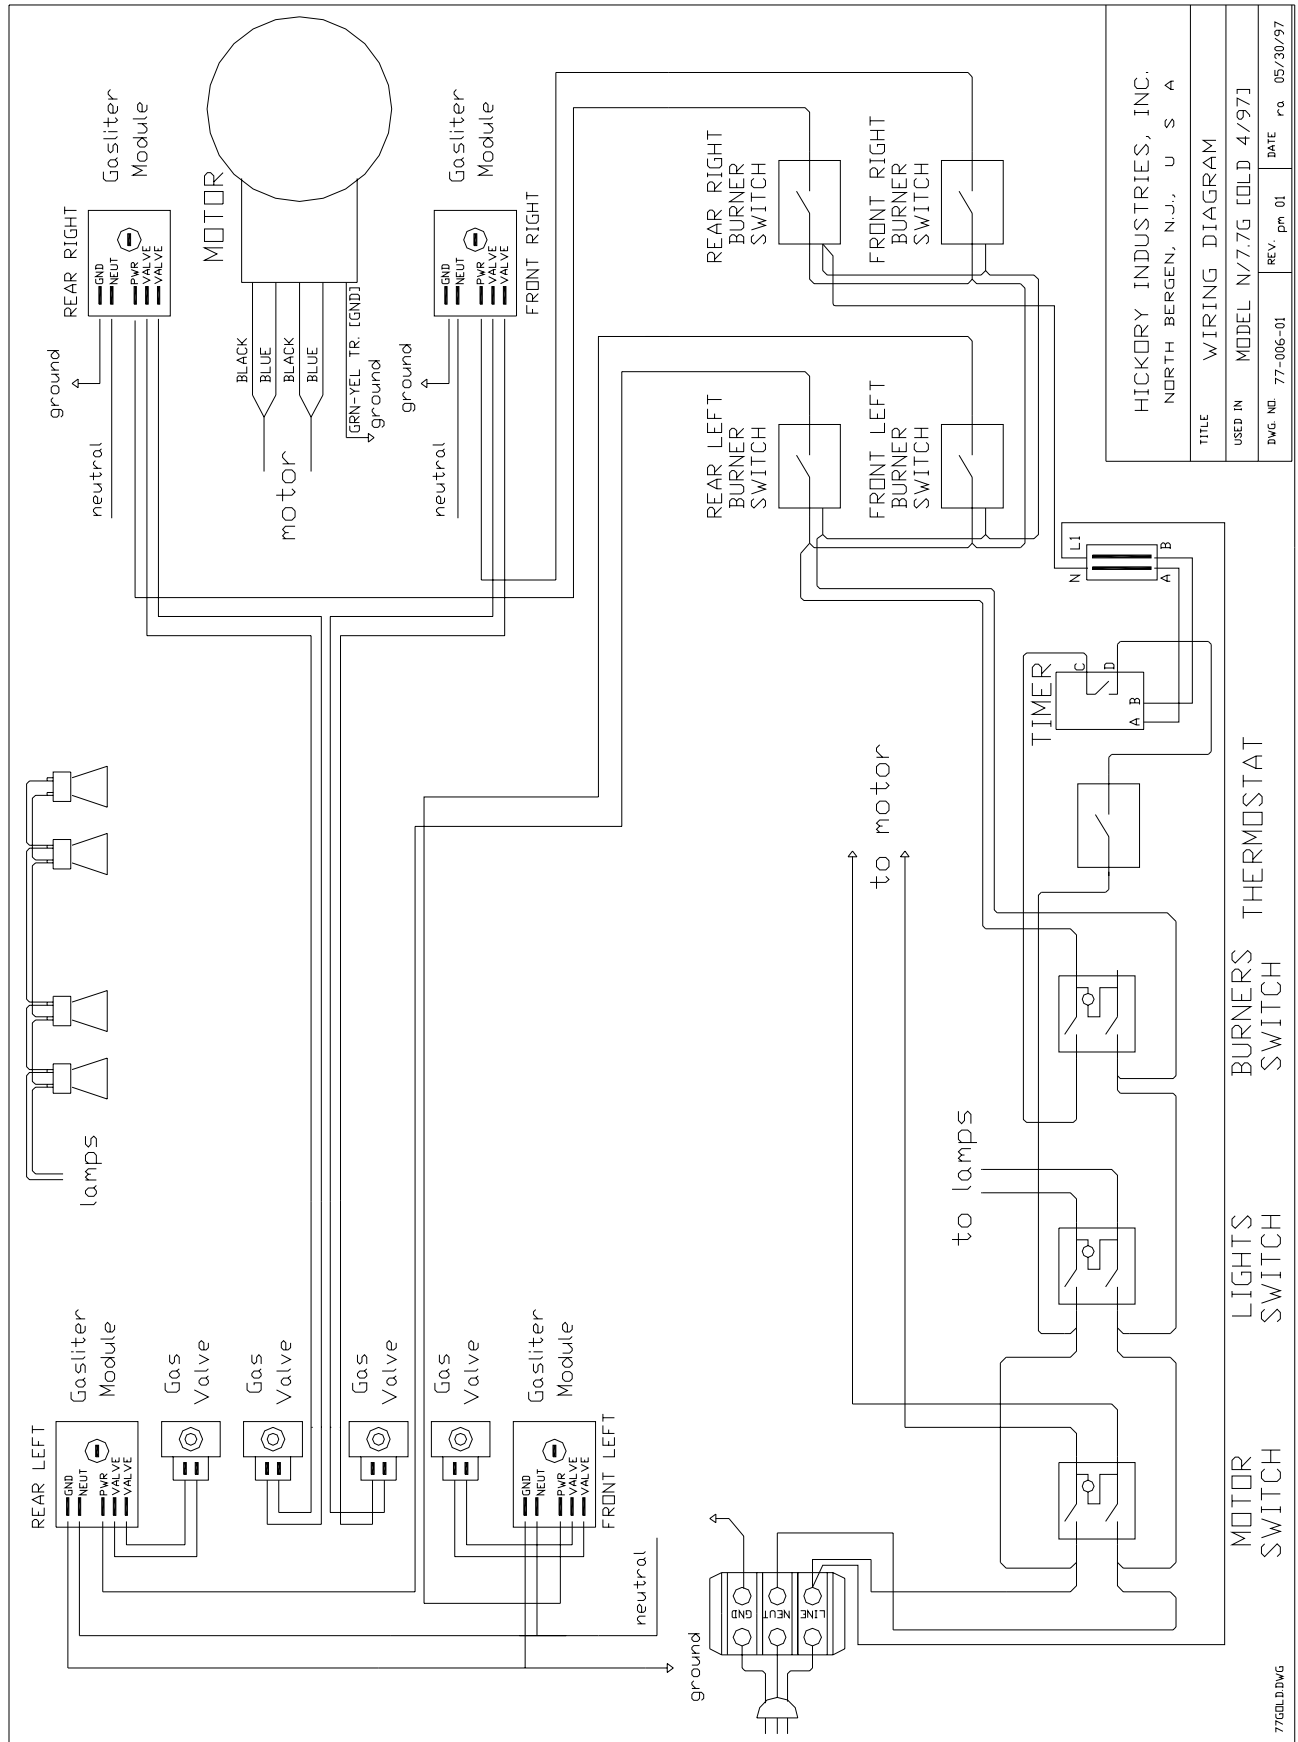 REAR LEFT
Gasliter
Module
GND
NEUT
PWR
VALVE
VALVE
Gas
Valve
Gas
Valve
Gas
Valve
Gas
Valve
Gasliter
Module
GND
NEUT
PWR
VALVE
VALVE
FRONT LEFT
neutral
ground
lamps
REAR RIGHT
Gasliter
Module
GND
NEUT
PWR
VALVE
VALVE
ground
neutral
MOTOR
BLACK
BLUE
BLACK
BLUE
GRN-YEL TR. [GND]
ground
motor
Gasliter
Module
GND
NEUT
PWR
VALVE
VALVE
FRONT RIGHT
ground
neutral
REAR RIGHT
BURNER
SWITCH
FRONT RIGHT
BURNER
SWITCH
REAR LEFT
BURNER
SWITCH
FRONT LEFT
BURNER
SWITCH
GND
NEUT
LINE
to motor
to lamps
TIMER
A B
C
D
N L1
A B
MOTOR
SWITCH
LIGHTS
SWITCH
BURNERS
SWITCH
THERMOSTAT
HICKORY INDUSTRIES, INC.
NORTH BERGEN, N.J., U S A
TITLE WIRING DIAGRAM
USED IN MODEL N/7.7G [OLD 4/97]
DWG. NO. 77-006-01 REV. pm 01 DATE ra 05/30/97
77GOLD.DWG